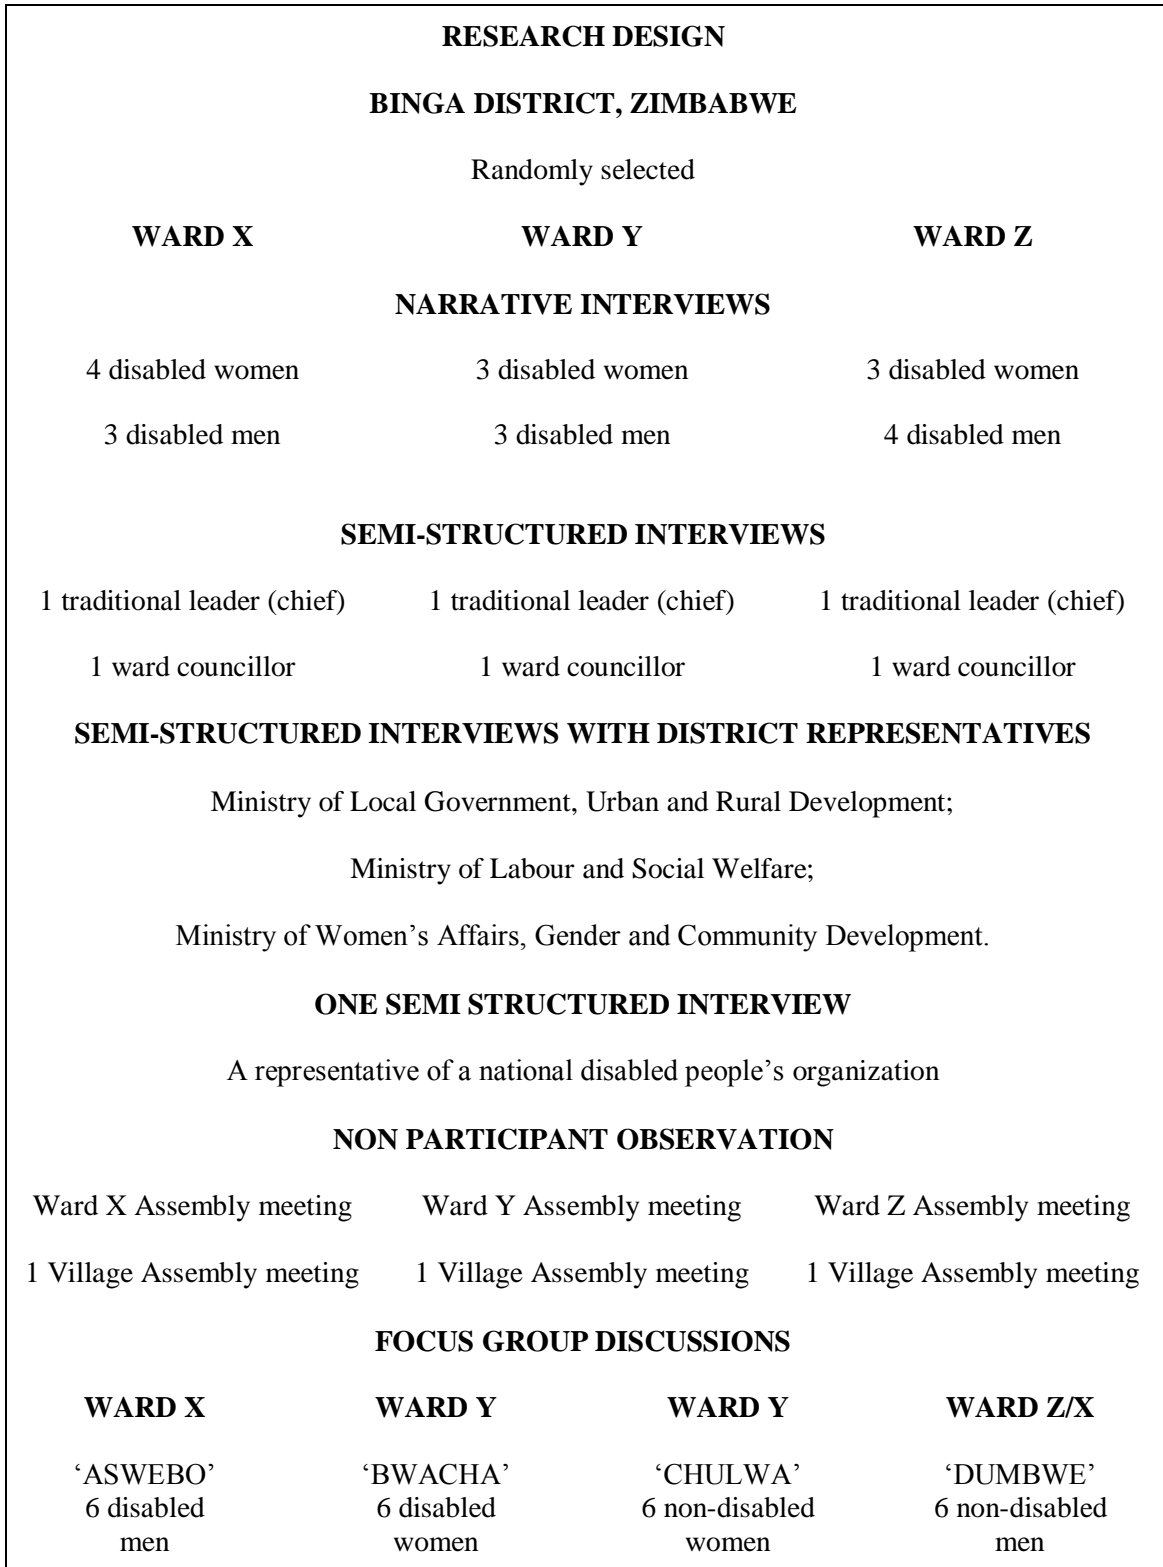 RESEARCH DESIGN
BINGA DISTRICT, ZIMBABWE
Randomly selected
WARD X WARD Y WARD Z
NARRATIVE INTERVIEWS
4 disabled women 3 disabled women 3 disabled women
3 disabled men 3 disabled men 4 disabled men
SEMI-STRUCTURED INTERVIEWS
1 traditional leader (chief) 1 traditional leader (chief) 1 traditional leader (chief)
1 ward councillor 1 ward councillor 1 ward councillor
SEMI-STRUCTURED INTERVIEWS WITH DISTRICT REPRESENTATIVES
Ministry of Local Government, Urban and Rural Development;
Ministry of Labour and Social Welfare;
Ministry of Women’s Affairs, Gender and Community Development.
ONE SEMI STRUCTURED INTERVIEW
A representative of a national disabled people’s organization
NON PARTICIPANT OBSERVATION
Ward X Assembly meeting Ward Y Assembly meeting Ward Z Assembly meeting
1 Village Assembly meeting 1 Village Assembly meeting 1 Village Assembly meeting
FOCUS GROUP DISCUSSIONS
WARD X WARD Y WARD Y WARD Z/X
‘ASWEBO’ ‘BWACHA’ ‘CHULWA’ ‘DUMBWE’
6 disabled 6 disabled 6 non-disabled 6 non-disabled
men women women men